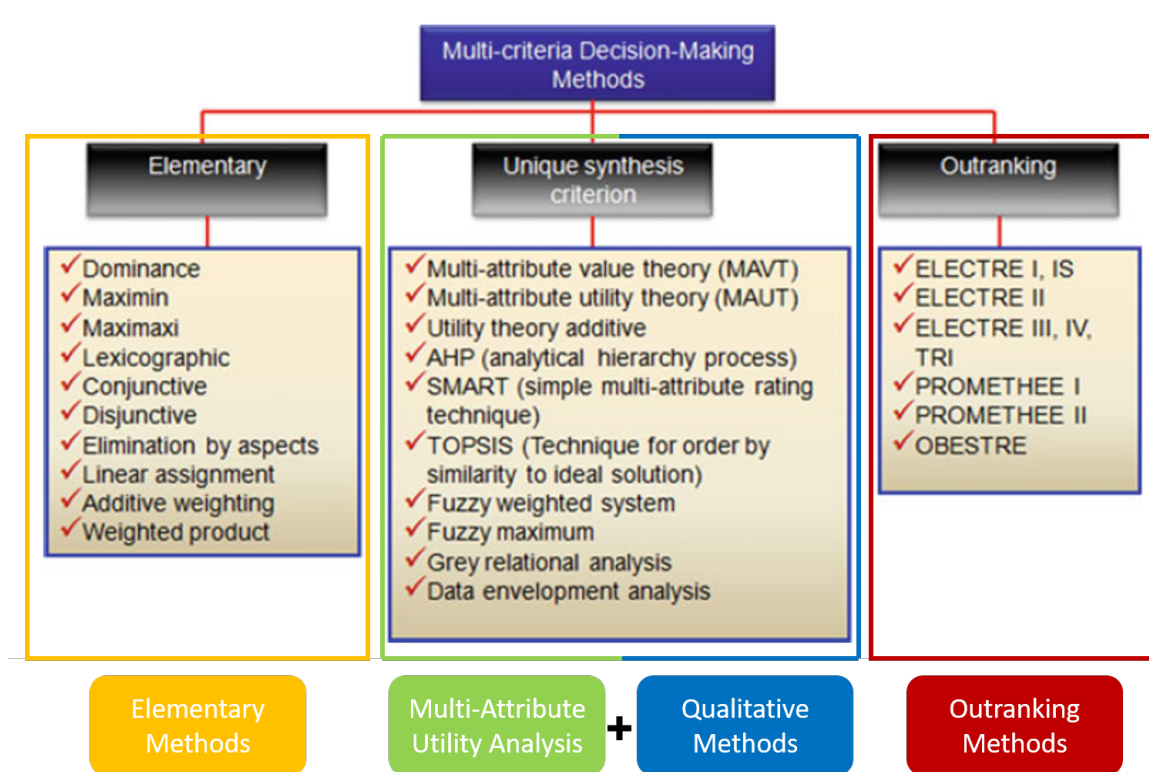 Multi-criteria Decision-Making
Methods
Elementary
Dominance
Maximin
Maximaxi
Lexicographic
Conjunctive
Disjunctive
Elimination by aspects
Linear assignment
Additive weighting
Weighted product
Unique synthesis
criterion
Multi-attribute value theory (MAVT)
Multi-attribute utility theory (MAUT)
Utility theory additive
AHP (analytical hierarchy process)
SMART (simple multi-attribute rating
technique)
TOPSIS (Technique for order by
similarity to ideal solution)
Fuzzy weighted system
Fuzzy maximum
Grey relational analysis
Data envelopment analysis
Outranking
ELECTRE I, IS
ELECTRE II
ELECTRE III, IV,
TRI
PROMETHEE I
PROMETHEE II
OBESTRE
Elementary
Methods
Multi-Attribute
Utility Analysis
+
Qualitative
Methods
Outranking
Methods